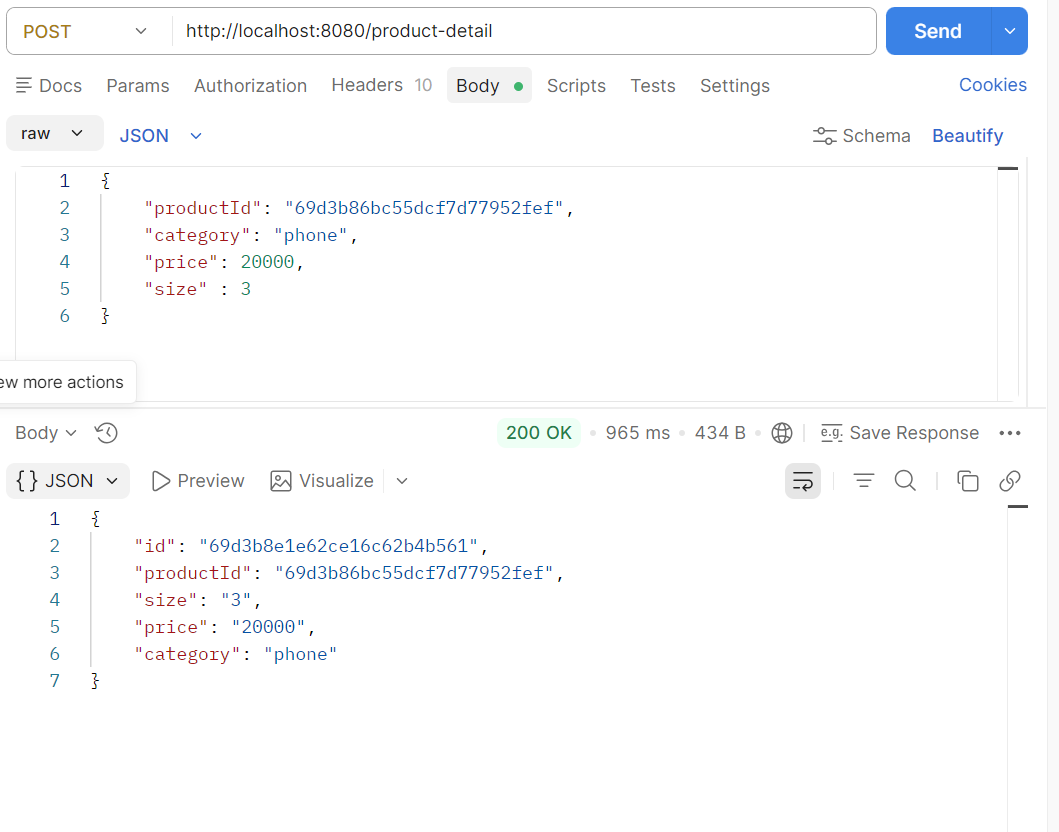 POST http://localhost:8080/product-detail Send
Docs Params Authorization Headers 10 Body Scripts Tests Settings Cookies
raw JSON Schema Beautify
1 {
2 "productId": "69d3b86bc55dcf7d77952fef",
3 "category": "phone",
4 "price": 20000,
5 "size" : 3
6 }
ew more actions
Body 200 OK 965 ms 434 B e.g. Save Response
{} JSON Preview Visualize
1 {
2 "id": "69d3b8e1e62ce16c62b4b561",
3 "productId": "69d3b86bc55dcf7d77952fef",
4 "size": "3",
5 "price": "20000",
6 "category": "phone"
7 }